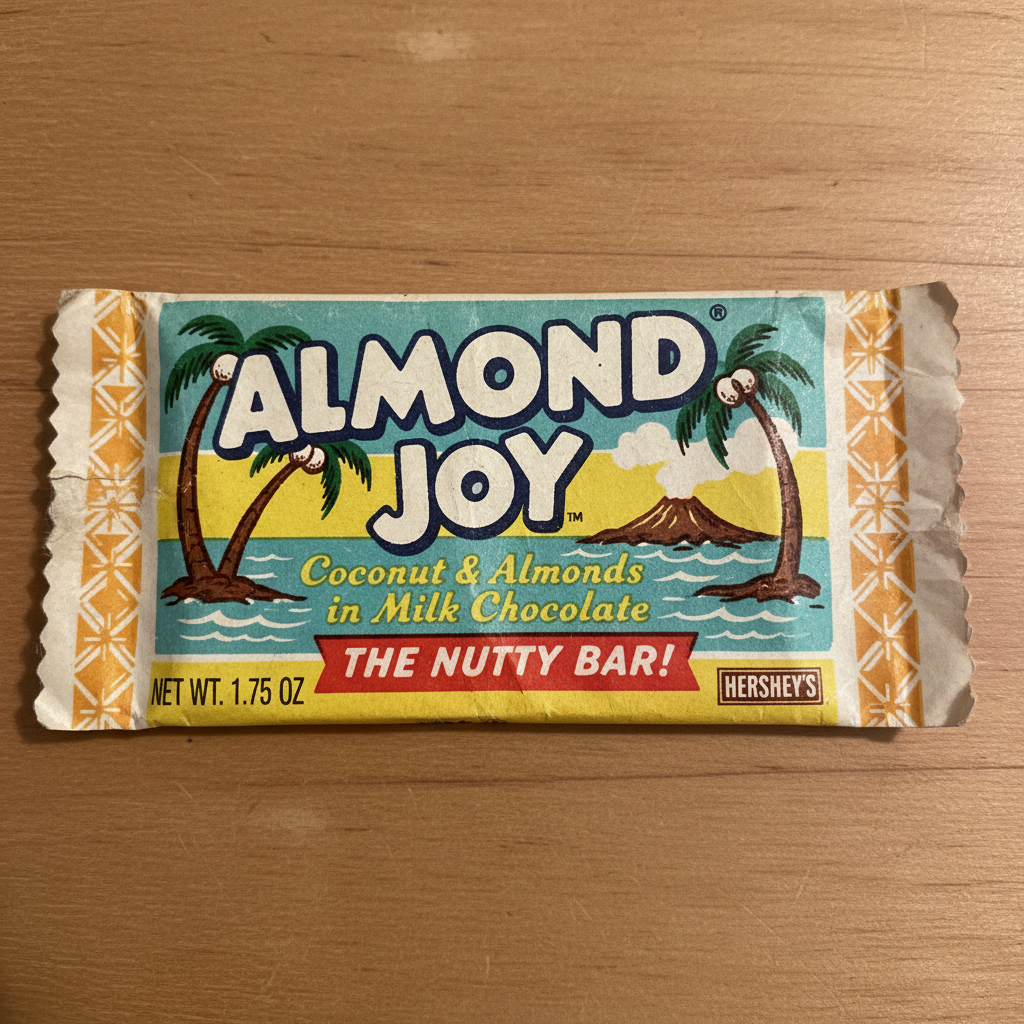 ALMOND®
JOY™
Coconut & Almonds
in Milk Chocolate
THE NUTTY BAR!
NET WT. 1.75 OZ
HERSHEY'S